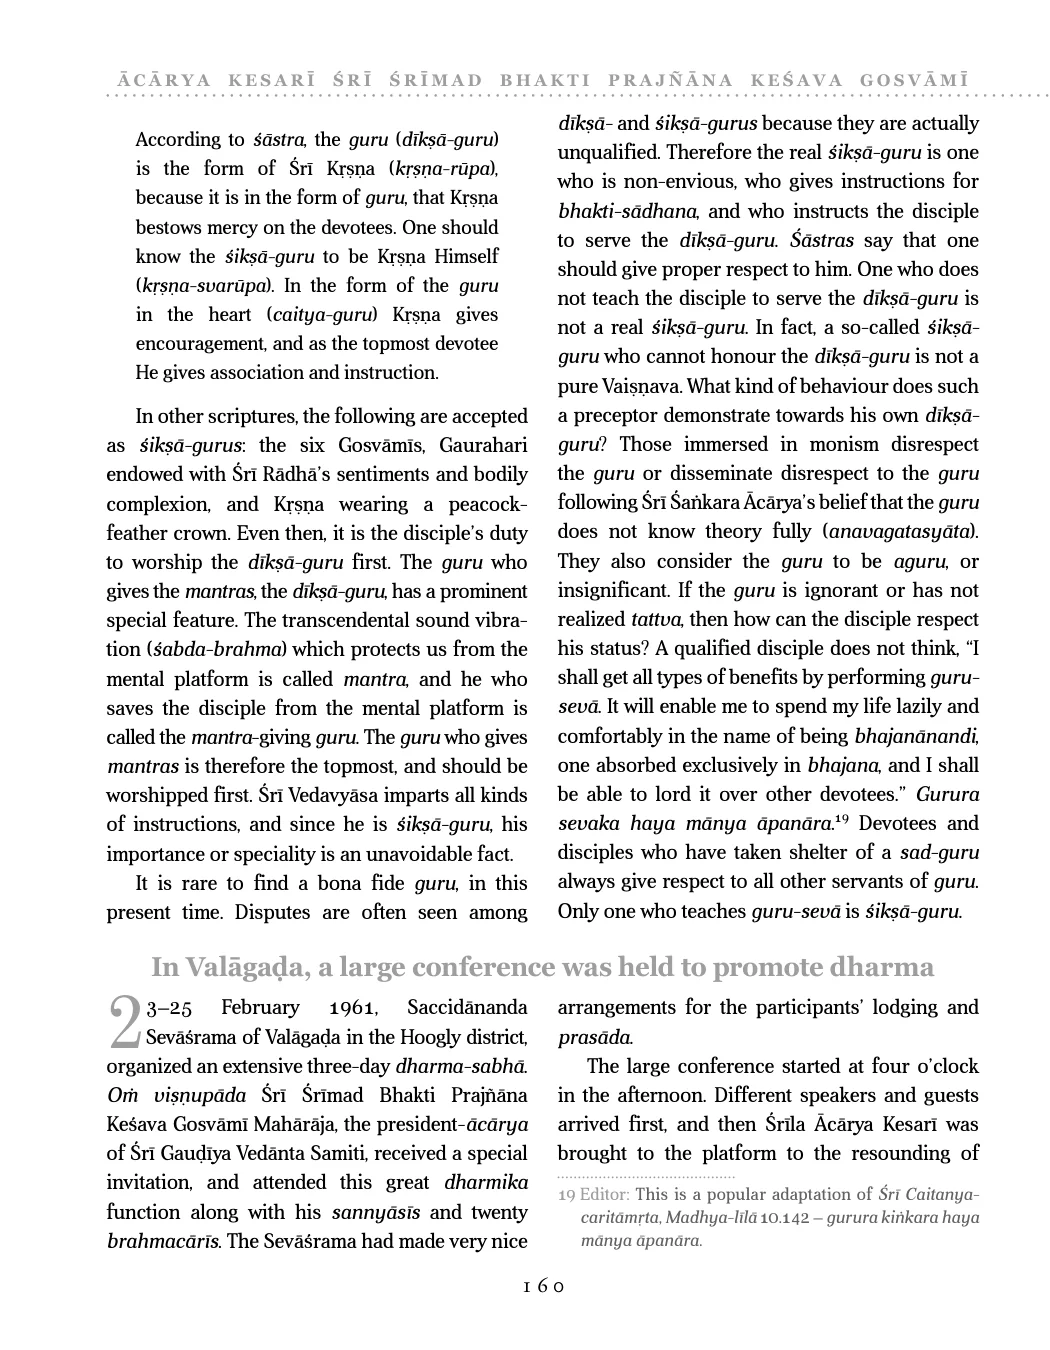 ĀCĀRYA KESARĪ ŚRĪ ŚRĪMAD BHAKTI PRAJÑĀNA KEŚAVA GOSVĀMĪ
According to śāstra, the guru (dīkṣā-guru)
is the form of Śrī Kṛṣṇa (kṛṣṇa-rūpa),
because it is in the form of guru, that Kṛṣṇa
bestows mercy on the devotees. One should
know the śikṣā-guru to be Kṛṣṇa Himself
(kṛṣṇa-svarūpa). In the form of the guru
in the heart (caitya-guru) Kṛṣṇa gives
encouragement, and as the topmost devotee
He gives association and instruction.
In other scriptures, the following are accepted
as śikṣā-gurus: the six Gosvāmīs, Gaurahari
endowed with Śrī Rādhā’s sentiments and bodily
complexion, and Kṛṣṇa wearing a peacock-
feather crown. Even then, it is the disciple’s duty
to worship the dīkṣā-guru first. The guru who
gives the mantras, the dīkṣā-guru, has a prominent
special feature. The transcendental sound vibra-
tion (śabda-brahma) which protects us from the
mental platform is called mantra, and he who
saves the disciple from the mental platform is
called the mantra-giving guru. The guru who gives
mantras is therefore the topmost, and should be
worshipped first. Śrī Vedavyāsa imparts all kinds
of instructions, and since he is śikṣā-guru, his
importance or speciality is an unavoidable fact.
It is rare to find a bona fide guru, in this
present time. Disputes are often seen among
dīkṣā- and śikṣā-gurus because they are actually
unqualified. Therefore the real śikṣā-guru is one
who is non-envious, who gives instructions for
bhakti-sādhana, and who instructs the disciple
to serve the dīkṣā-guru. Śāstras say that one
should give proper respect to him. One who does
not teach the disciple to serve the dīkṣā-guru is
not a real śikṣā-guru. In fact, a so-called śikṣā-
guru who cannot honour the dīkṣā-guru is not a
pure Vaiṣṇava. What kind of behaviour does such
a preceptor demonstrate towards his own dīkṣā-
guru? Those immersed in monism disrespect
the guru or disseminate disrespect to the guru
following Śrī Śaṅkara Ācārya’s belief that the guru
does not know theory fully (anavagatasyāta).
They also consider the guru to be aguru, or
insignificant. If the guru is ignorant or has not
realized tattva, then how can the disciple respect
his status? A qualified disciple does not think, “I
shall get all types of benefits by performing guru-
sevā. It will enable me to spend my life lazily and
comfortably in the name of being bhajanānandi,
one absorbed exclusively in bhajana, and I shall
be able to lord it over other devotees.” Gurura
sevaka haya mānya āpanāra.¹⁹ Devotees and
disciples who have taken shelter of a sad-guru
always give respect to all other servants of guru.
Only one who teaches guru-sevā is śikṣā-guru.
In Valāgaḍa, a large conference was held to promote dharma
23–25 February 1961, Saccidānanda
Sevāśrama of Valāgaḍa in the Hoogly district,
organized an extensive three-day dharma-sabhā.
Oṁ viṣṇupāda Śrī Śrīmad Bhakti Prajñāna
Keśava Gosvāmī Mahārāja, the president-ācārya
of Śrī Gauḍīya Vedānta Samiti, received a special
invitation, and attended this great dharmika
function along with his sannyāsīs and twenty
brahmacārīs. The Sevāśrama had made very nice
arrangements for the participants’ lodging and
prasāda.
The large conference started at four o’clock
in the afternoon. Different speakers and guests
arrived first, and then Śrīla Ācārya Kesarī was
brought to the platform to the resounding of
19 Editor: This is a popular adaptation of Śrī Caitanya-
caritāmṛta, Madhya-līlā 10.142 – gurura kiṅkara haya
mānya āpanāra.
160